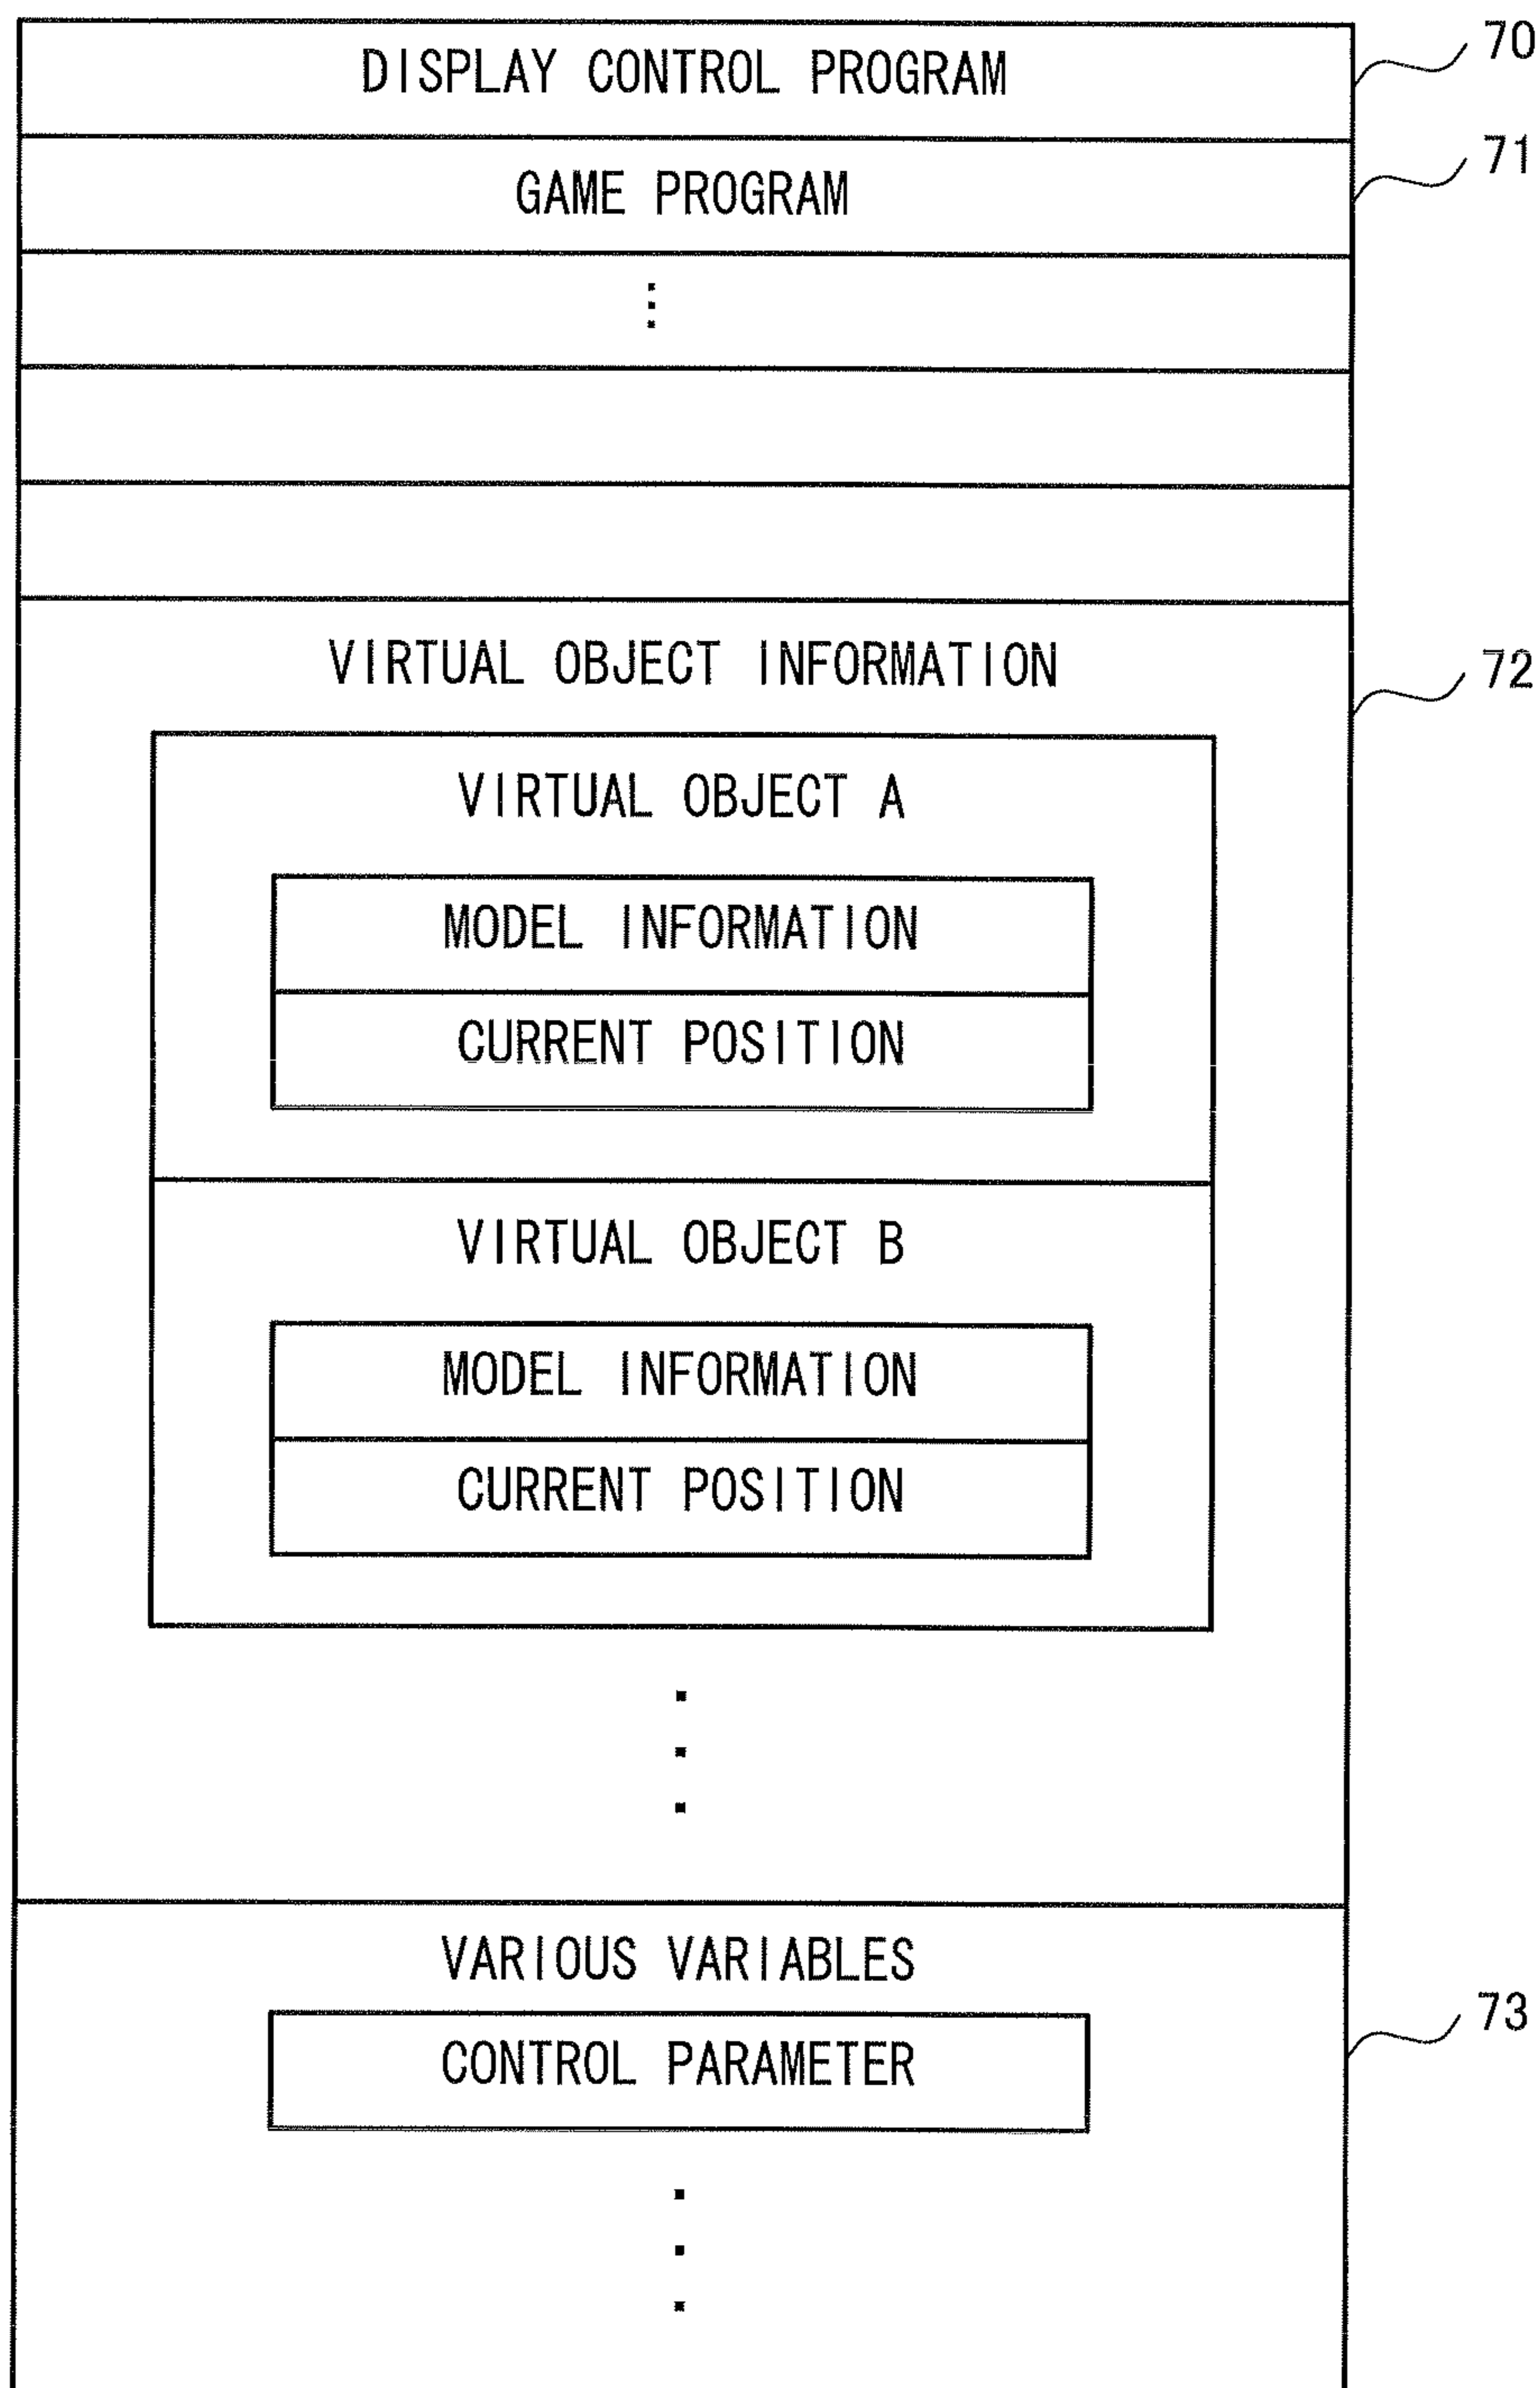 DISPLAY CONTROL PROGRAM
70
GAME PROGRAM
71
VIRTUAL OBJECT INFORMATION
72
VIRTUAL OBJECT A
MODEL INFORMATION
CURRENT POSITION
VIRTUAL OBJECT B
MODEL INFORMATION
CURRENT POSITION
VARIOUS VARIABLES
73
CONTROL PARAMETER